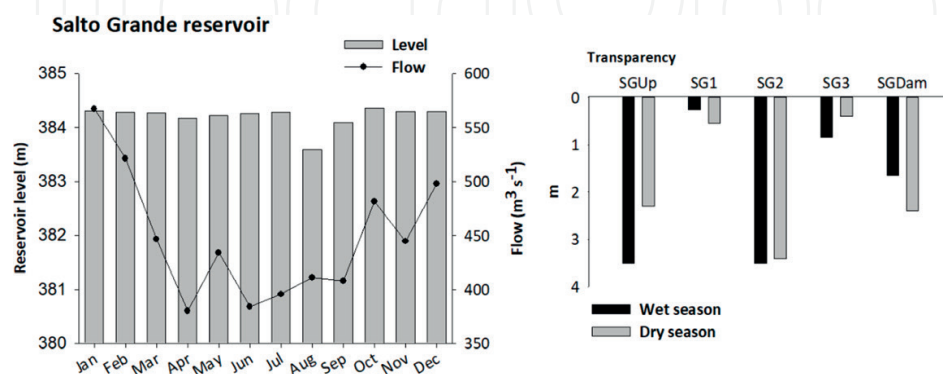 Salto Grande reservoir
Level
Flow
Reservoir level (m)
385
384
383
382
381
380
600
550
500
450
400
350
Flow (m³ s⁻¹)
Jan Feb Mar Apr May Jun Jul Aug Sep Oct Nov Dec
Transparency
SGUp SG1 SG2 SG3 SGDam
0
1
2
3
4
m
Wet season
Dry season